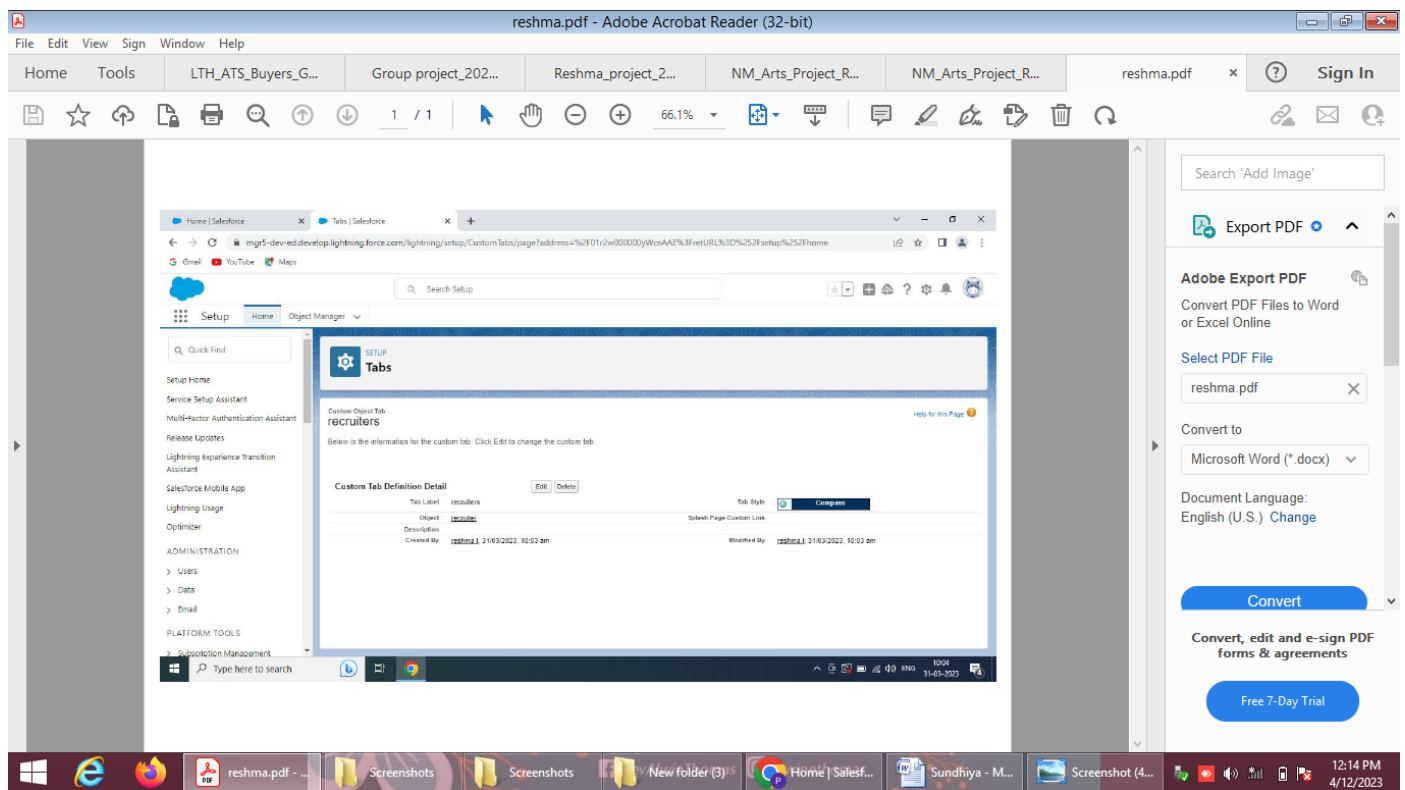 reshma.pdf - Adobe Acrobat Reader (32-bit)
File Edit View Sign Window Help
Home Tools LTH_ATS_Buyers_G... Group project_202... Reshma_project_2... NM_Arts_Project_R... NM_Arts_Project_R... reshma.pdf Sign In
1 / 1 66.1%
Search 'Add Image'
Export PDF
Adobe Export PDF
Convert PDF Files to Word
or Excel Online
Select PDF File
reshma.pdf
Convert to
Microsoft Word (*.docx)
Document Language:
English (U.S.) Change
Convert
Convert, edit and e-sign PDF
forms & agreements
Free 7-Day Trial
Home | Salesforce Tabs | Salesforce
mgr5-dev-ed.develop.lightning.force.com/lightning/setup/CustomTabs/page?address=%2F01r2w000000yWceAAE%3FretURL%3D%252Fsetup%252Fhome
Gmail YouTube Maps
Search Setup
Setup Home Object Manager
Quick Find
Setup Home
Service Setup Assistant
Multi-Factor Authentication Assistant
Release Updates
Lightning Experience Transition
Assistant
Salesforce Mobile App
Lightning Usage
Optimizer
ADMINISTRATION
Users
Data
Email
PLATFORM TOOLS
Subscription Management
SETUP
Tabs
Custom Object Tab
recruiters
Help for this Page
Below is the information for the custom tab. Click Edit to change the custom tab.
Custom Tab Definition Detail Edit Delete
Tab Label recruiters Tab Style Compass
Object recruiter Splash Page Custom Link
Description
Created By reshma l, 31/03/2023, 10:03 am Modified By reshma l, 31/03/2023, 10:03 am
Type here to search ENG 10:04
31-03-2023
reshma.pdf - ... Screenshots Screenshots New folder (3) Home | Salesf... Sundhiya - M... Screenshot (4... 12:14 PM
4/12/2023